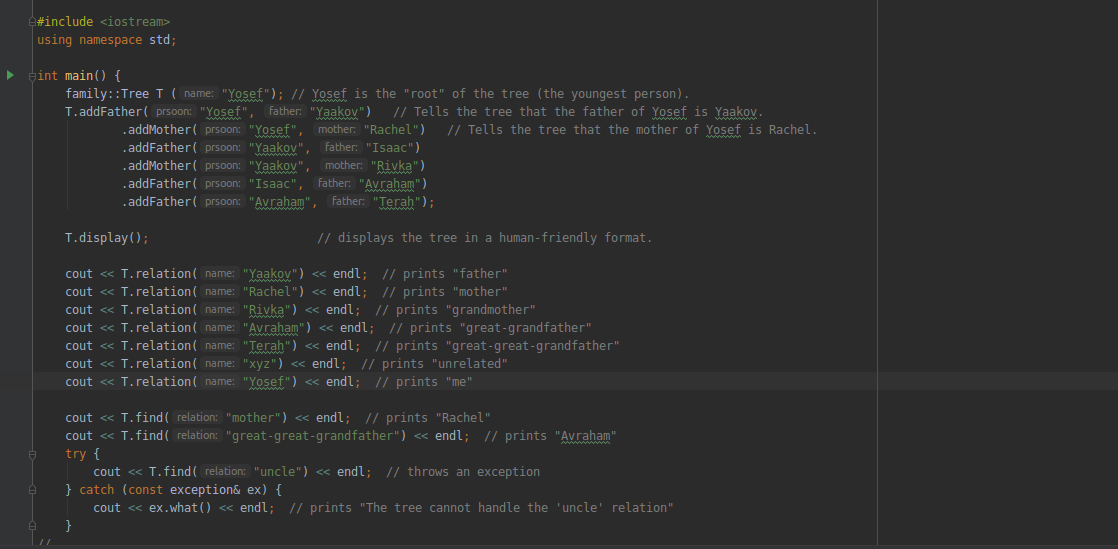 #include <iostream>
using namespace std;
int main() {
family::Tree T ( name: "Yosef"); // Yosef is the "root" of the tree (the youngest person).
T.addFather( prsoon: "Yosef", father: "Yaakov") // Tells the tree that the father of Yosef is Yaakov.
.addMother( prsoon: "Yosef", mother: "Rachel") // Tells the tree that the mother of Yosef is Rachel.
.addFather( prsoon: "Yaakov", father: "Isaac")
.addMother( prsoon: "Yaakov", mother: "Rivka")
.addFather( prsoon: "Isaac", father: "Avraham")
.addFather( prsoon: "Avraham", father: "Terah");
T.display(); // displays the tree in a human-friendly format.
cout << T.relation( name: "Yaakov") << endl; // prints "father"
cout << T.relation( name: "Rachel") << endl; // prints "mother"
cout << T.relation( name: "Rivka") << endl; // prints "grandmother"
cout << T.relation( name: "Avraham") << endl; // prints "great-grandfather"
cout << T.relation( name: "Terah") << endl; // prints "great-great-grandfather"
cout << T.relation( name: "xyz") << endl; // prints "unrelated"
cout << T.relation( name: "Yosef") << endl; // prints "me"
cout << T.find( relation: "mother") << endl; // prints "Rachel"
cout << T.find( relation: "great-great-grandfather") << endl; // prints "Avraham"
try {
cout << T.find( relation: "uncle") << endl; // throws an exception
} catch (const exception& ex) {
cout << ex.what() << endl; // prints "The tree cannot handle the 'uncle' relation"
}
//